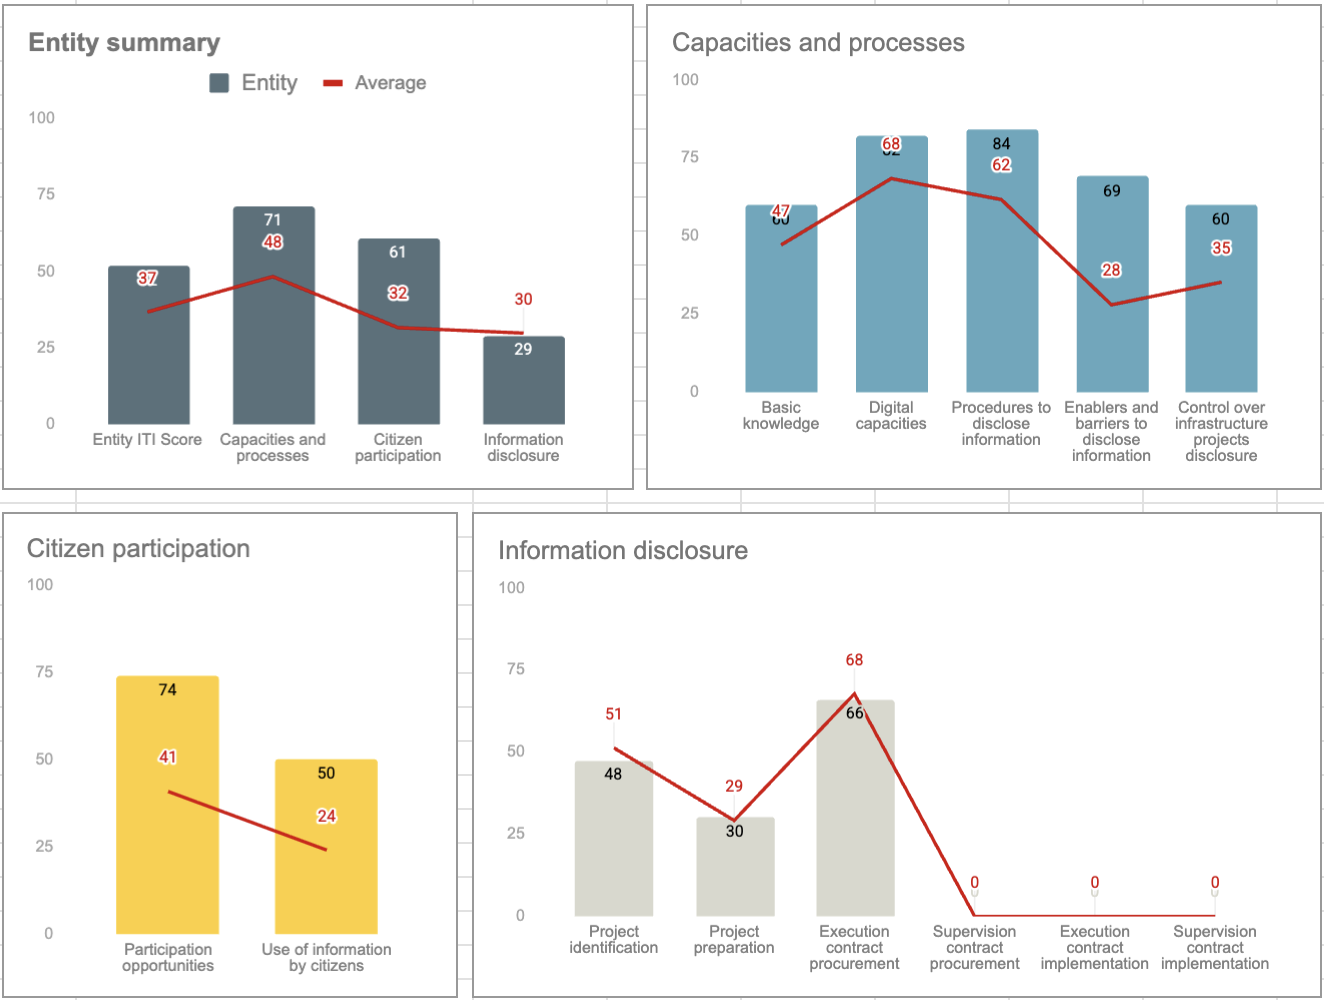 Entity summary
Entity
Average
100
75
50
25
0
37
71
48
61
32
30
29
Entity ITI Score
Capacities and
processes
Citizen
participation
Information
disclosure
Capacities and processes
100
75
50
25
0
47
60
68
84
62
69
28
60
35
Basic
knowledge
Digital
capacities
Procedures to
disclose
information
Enablers and
barriers to
disclose
information
Control over
infrastructure
projects
disclosure
Citizen participation
100
75
50
25
0
74
41
50
24
Participation
opportunities
Use of information
by citizens
Information disclosure
100
75
50
25
0
51
48
29
30
68
66
0
0
0
Project
identification
Project
preparation
Execution
contract
procurement
Supervision
contract
procurement
Execution
contract
implementation
Supervision
contract
implementation